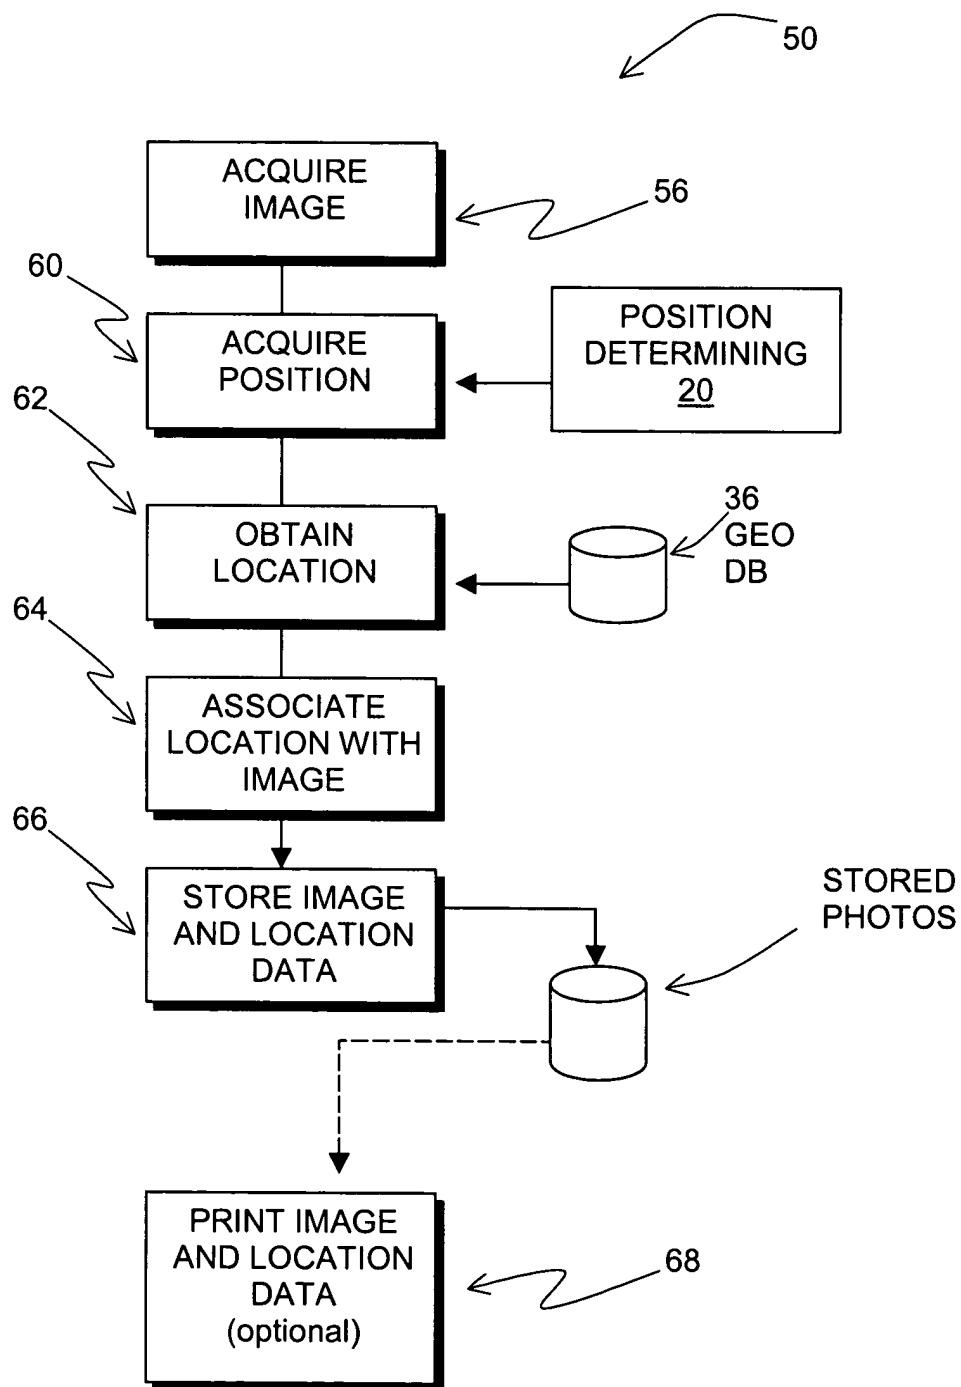 50
ACQUIRE
IMAGE
56
60
ACQUIRE
POSITION
POSITION
DETERMINING
20
62
OBTAIN
LOCATION
36
GEO
DB
64
ASSOCIATE
LOCATION WITH
IMAGE
66
STORE IMAGE
AND LOCATION
DATA
STORED
PHOTOS
PRINT IMAGE
AND LOCATION
DATA
(optional)
68